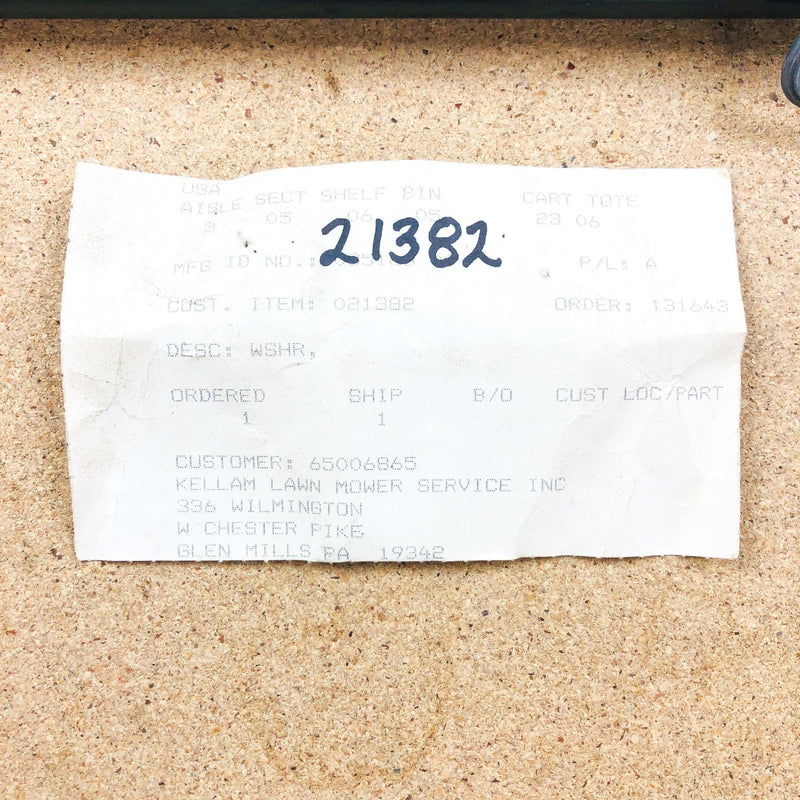 USA
AISLE SECT SHELF BIN CART TOTE
3 05 06 05 23 06
21382
MFG ID NO.: P/L: A
CUST. ITEM: 021382 ORDER: 131643
DESC: WSHR,
ORDERED SHIP B/O CUST LOC/PART
1 1
CUSTOMER: 65006865
KELLAM LAWN MOWER SERVICE INC
336 WILMINGTON
W CHESTER PIKE
GLEN MILLS PA 19342